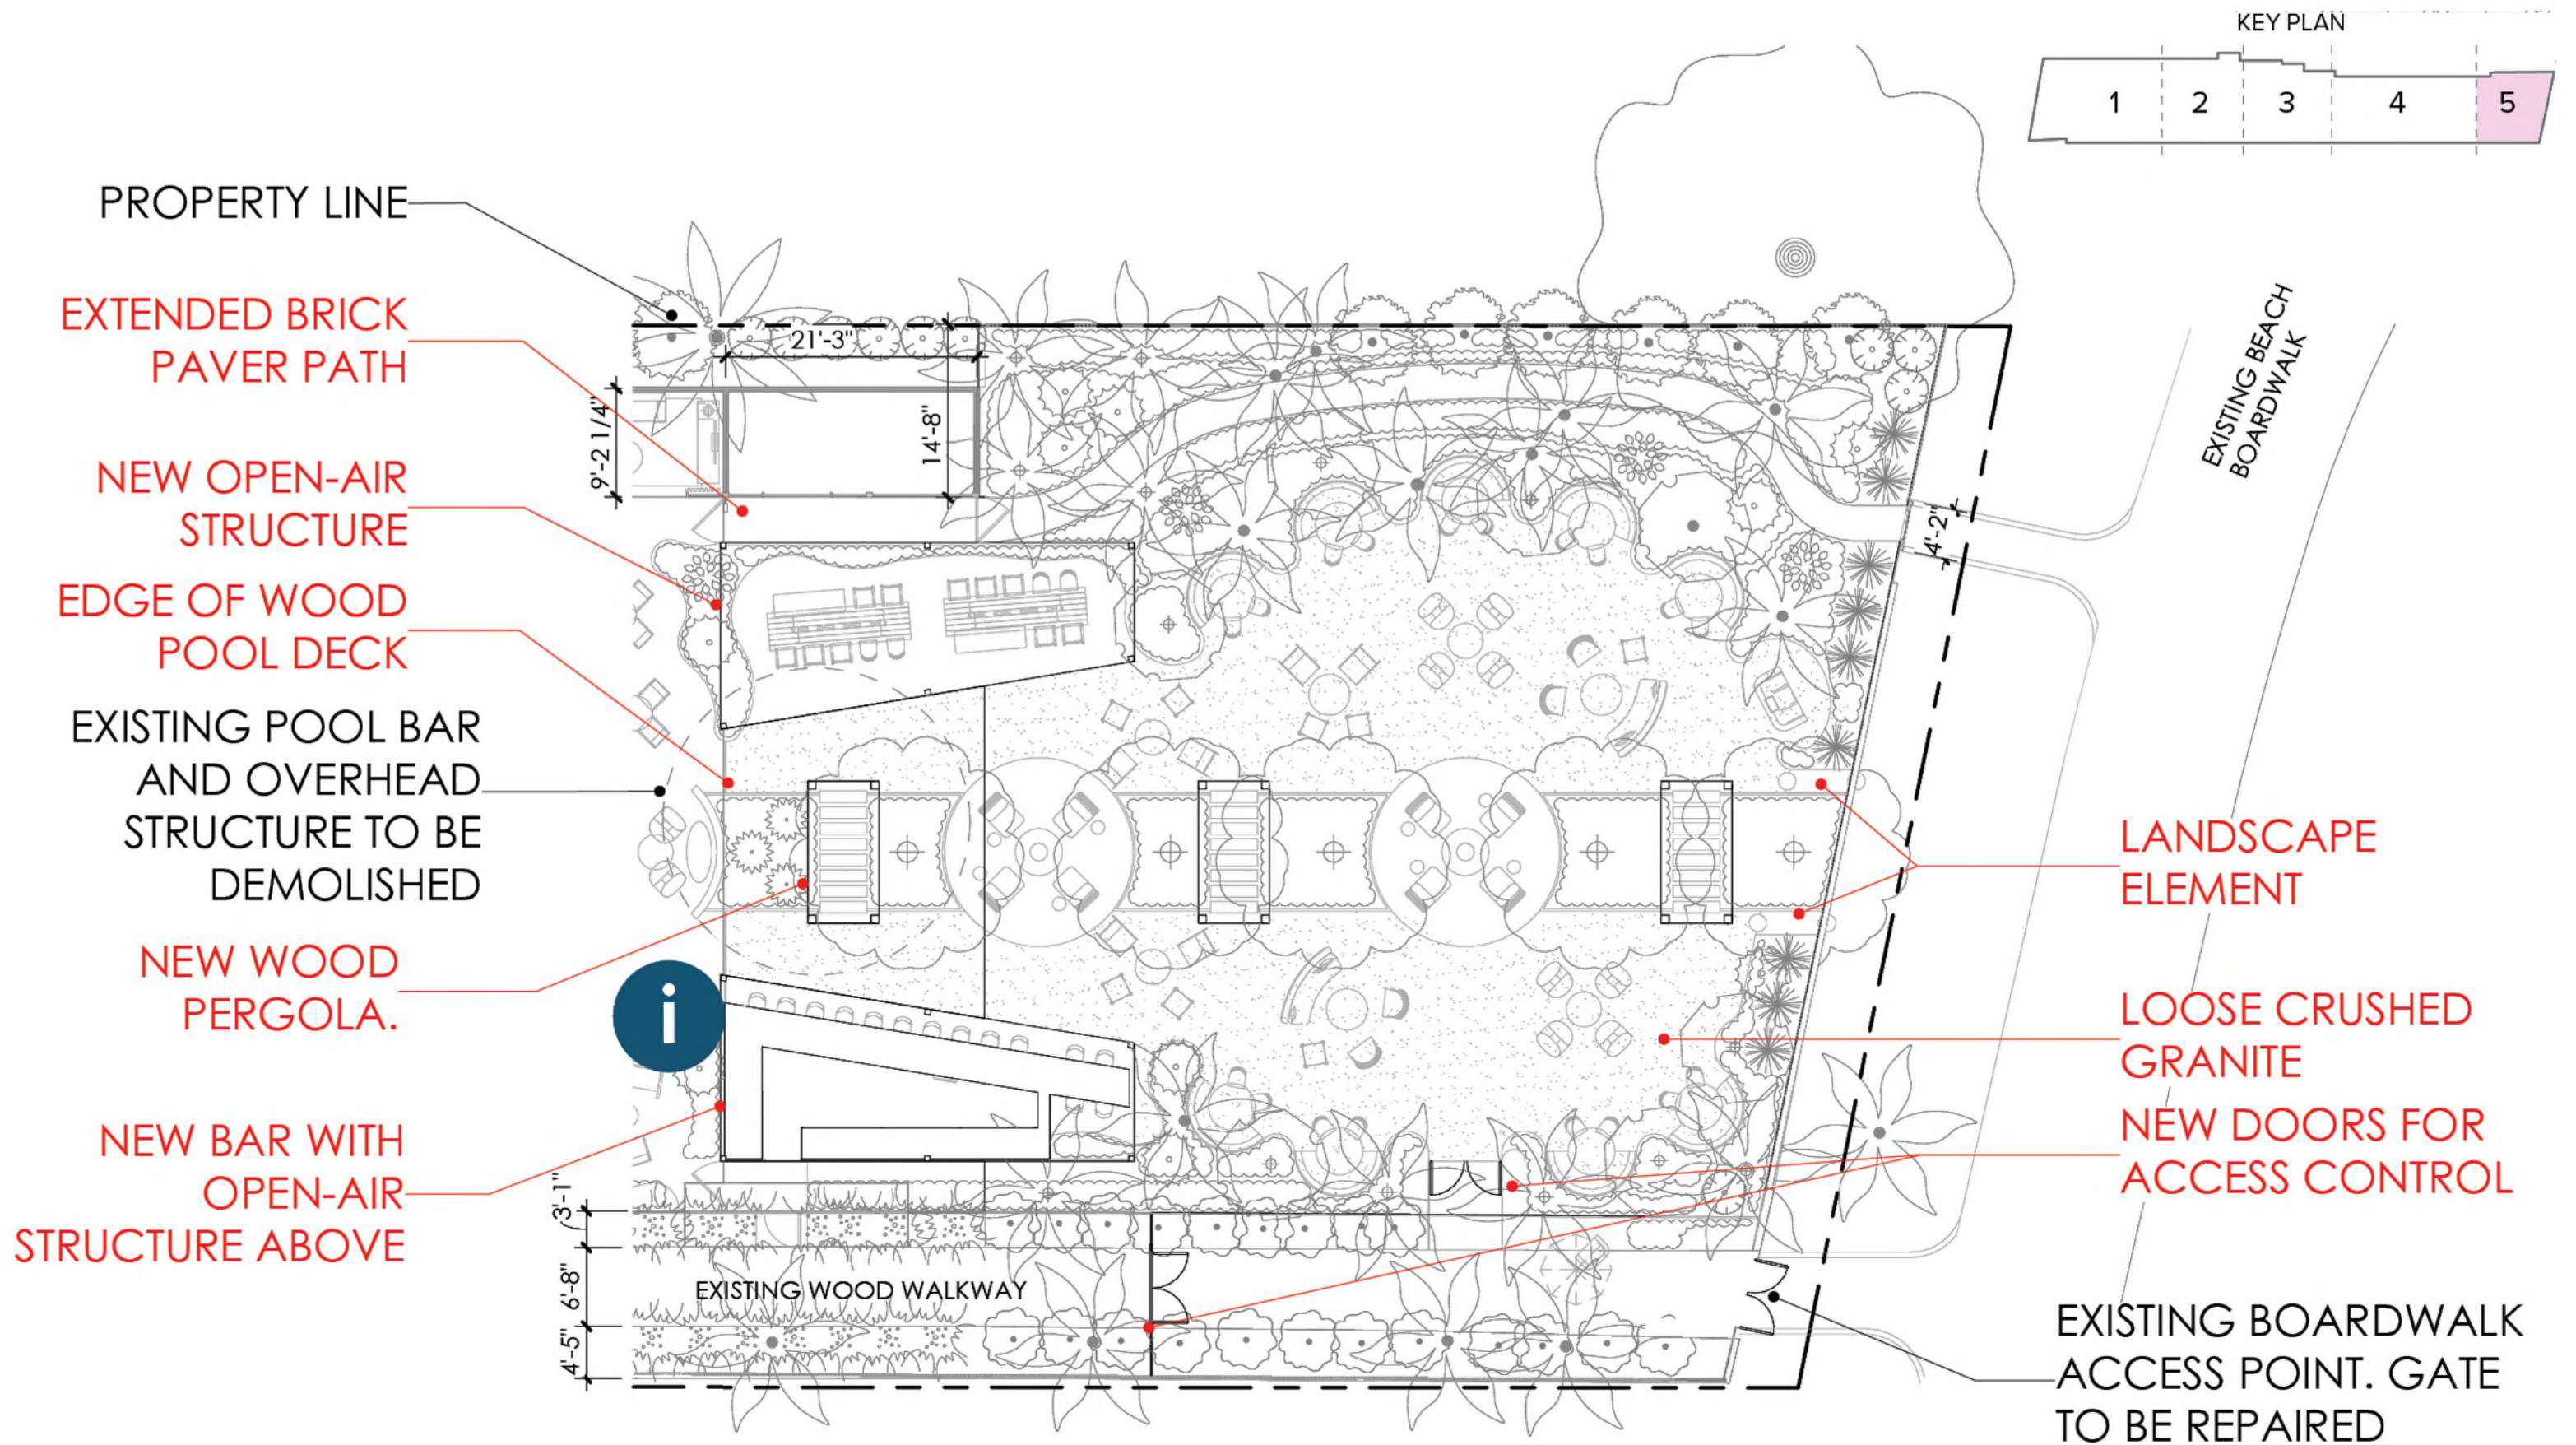 KEY PLAN
1
2
3
4
5
PROPERTY LINE
EXTENDED BRICK
PAVER PATH
NEW OPEN-AIR
STRUCTURE
EDGE OF WOOD
POOL DECK
EXISTING POOL BAR
AND OVERHEAD
STRUCTURE TO BE
DEMOLISHED
NEW WOOD
PERGOLA.
i
NEW BAR WITH
OPEN-AIR
STRUCTURE ABOVE
21'-3"
9'-2 1/4"
14'-8"
4'-2"
3'-1"
6'-8"
4'-5"
EXISTING WOOD WALKWAY
EXISTING BEACH
BOARDWALK
LANDSCAPE
ELEMENT
LOOSE CRUSHED
GRANITE
NEW DOORS FOR
ACCESS CONTROL
EXISTING BOARDWALK
ACCESS POINT. GATE
TO BE REPAIRED